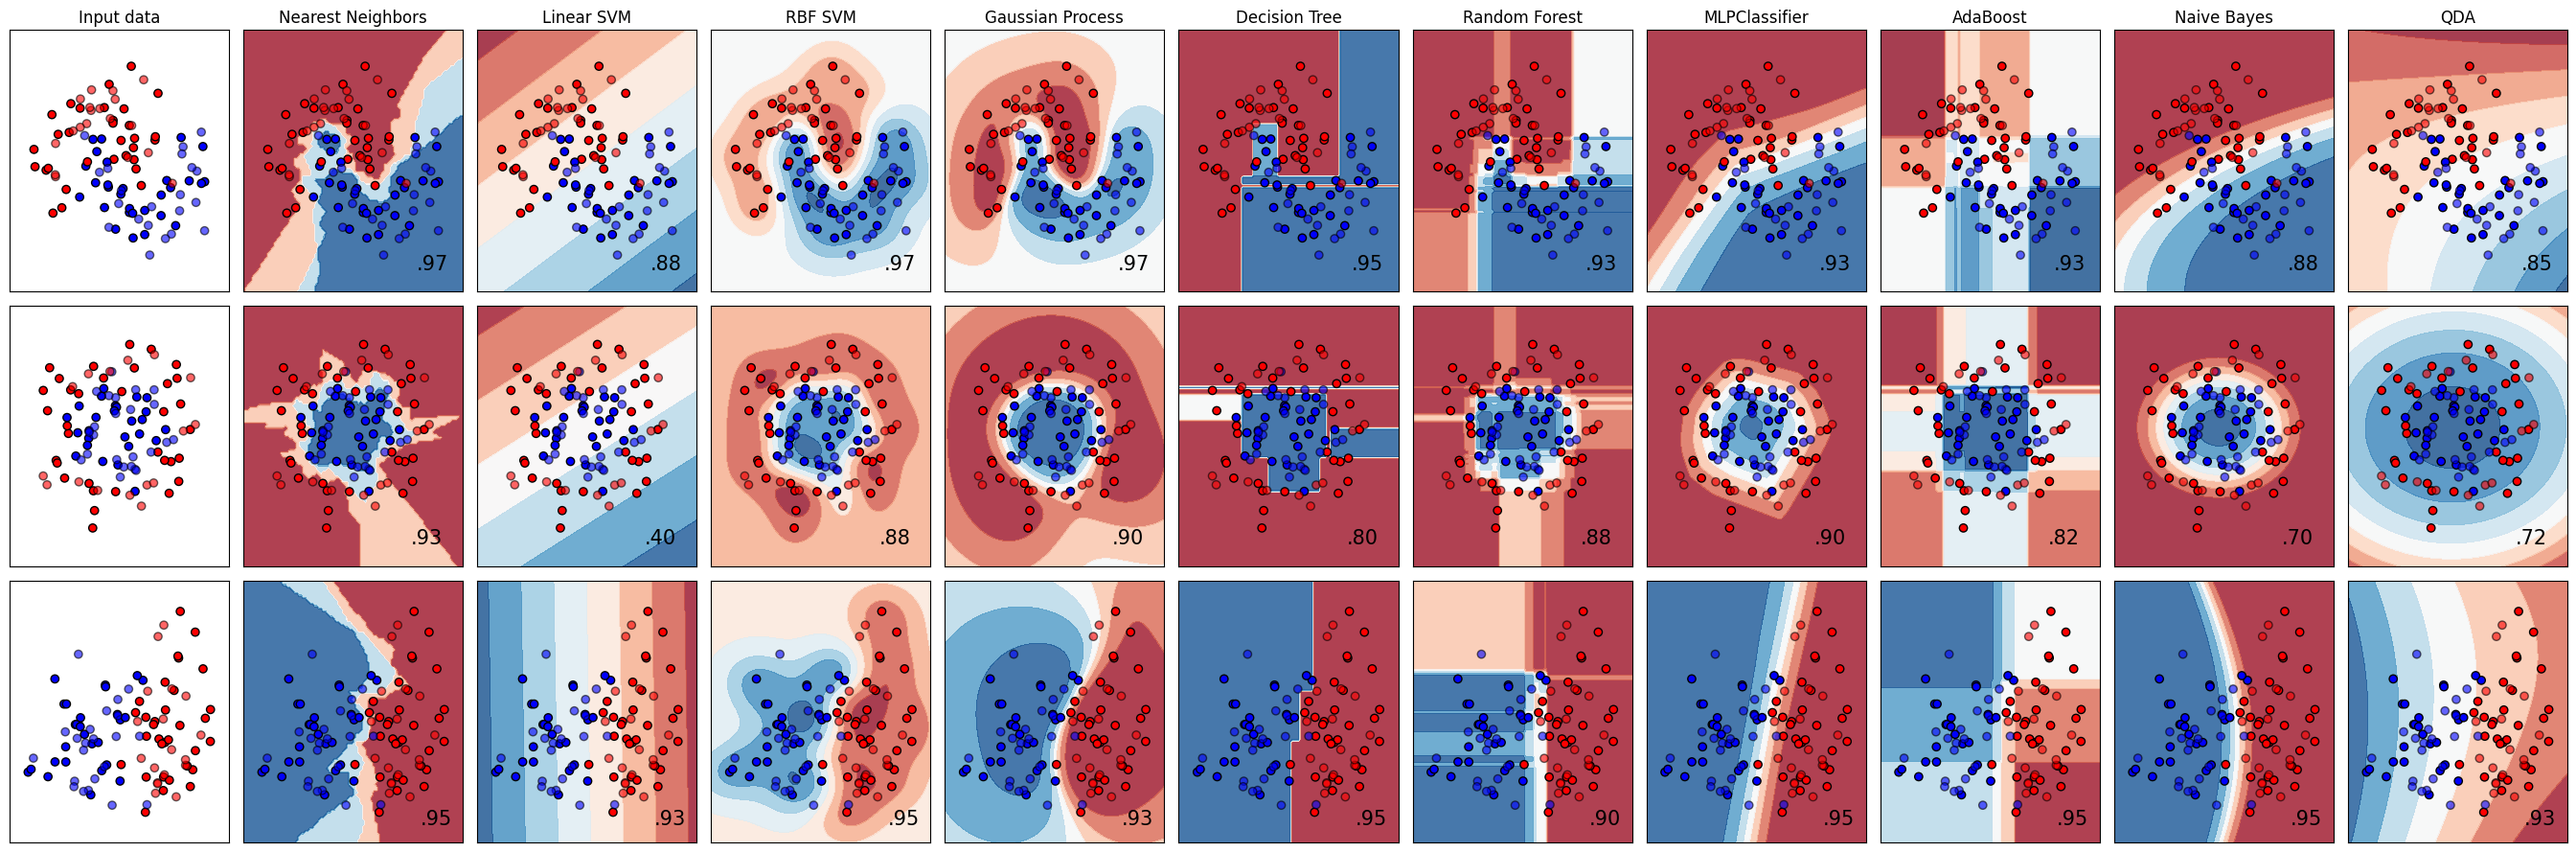 Input data
Nearest Neighbors
Linear SVM
RBF SVM
Gaussian Process
Decision Tree
Random Forest
MLPClassifier
AdaBoost
Naive Bayes
QDA
.97
.88
.97
.97
.95
.93
.93
.93
.88
.85
.93
.40
.88
.90
.80
.88
.90
.82
.70
.72
.95
.93
.95
.93
.95
.90
.95
.95
.95
.93